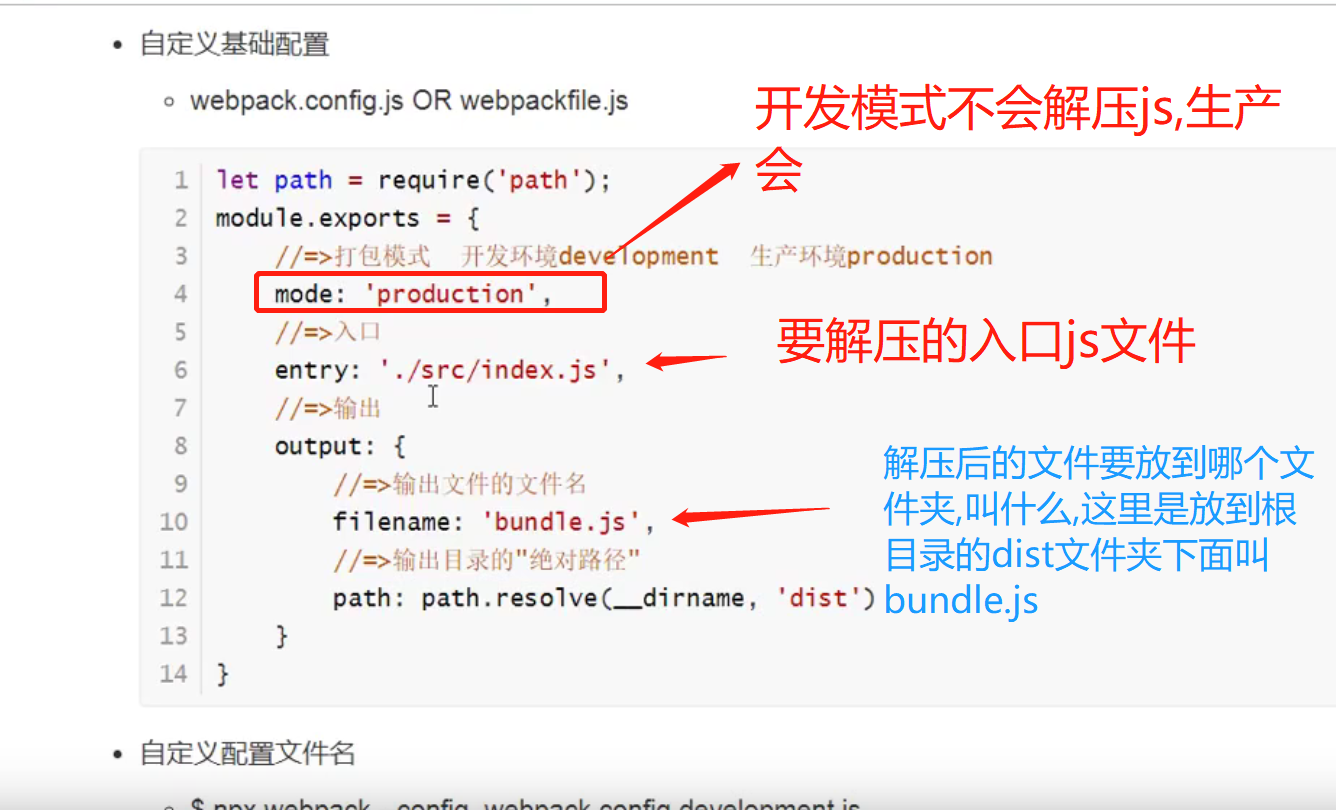 自定义基础配置
webpack.config.js OR webpackfile.js
开发模式不会解压js,生产
会
1 let path = require('path');
2 module.exports = {
3 //=>打包模式 开发环境development 生产环境production
4 mode: 'production',
5 //=>入口
要解压的入口js文件
6 entry: './src/index.js',
7 //=>输出
8 output: {
9 //=>输出文件的文件名
10 filename: 'bundle.js',
11 //=>输出目录的"绝对路径"
12 path: path.resolve(__dirname, 'dist')
13 }
14 }
解压后的文件要放到哪个文
件夹,叫什么,这里是放到根
目录的dist文件夹下面叫
bundle.js
自定义配置文件名
$ npx webpack --config webpack.config.development.js